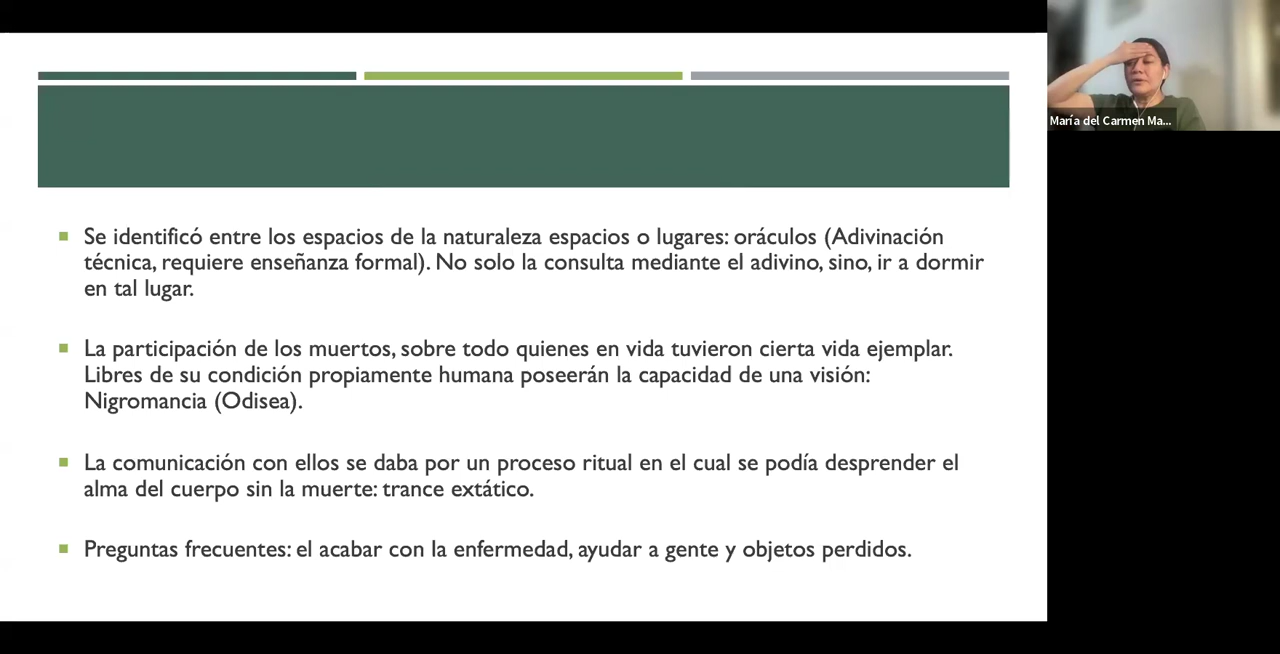 Se identificó entre los espacios de la naturaleza espacios o lugares: oráculos (Adivinación
técnica, requiere enseñanza formal). No solo la consulta mediante el adivino, sino, ir a dormir
en tal lugar.
La participación de los muertos, sobre todo quienes en vida tuvieron cierta vida ejemplar.
Libres de su condición propiamente humana poseerán la capacidad de una visión:
Nigromancia (Odisea).
La comunicación con ellos se daba por un proceso ritual en el cual se podía desprender el
alma del cuerpo sin la muerte: trance extático.
Preguntas frecuentes: el acabar con la enfermedad, ayudar a gente y objetos perdidos.
María del Carmen Ma...